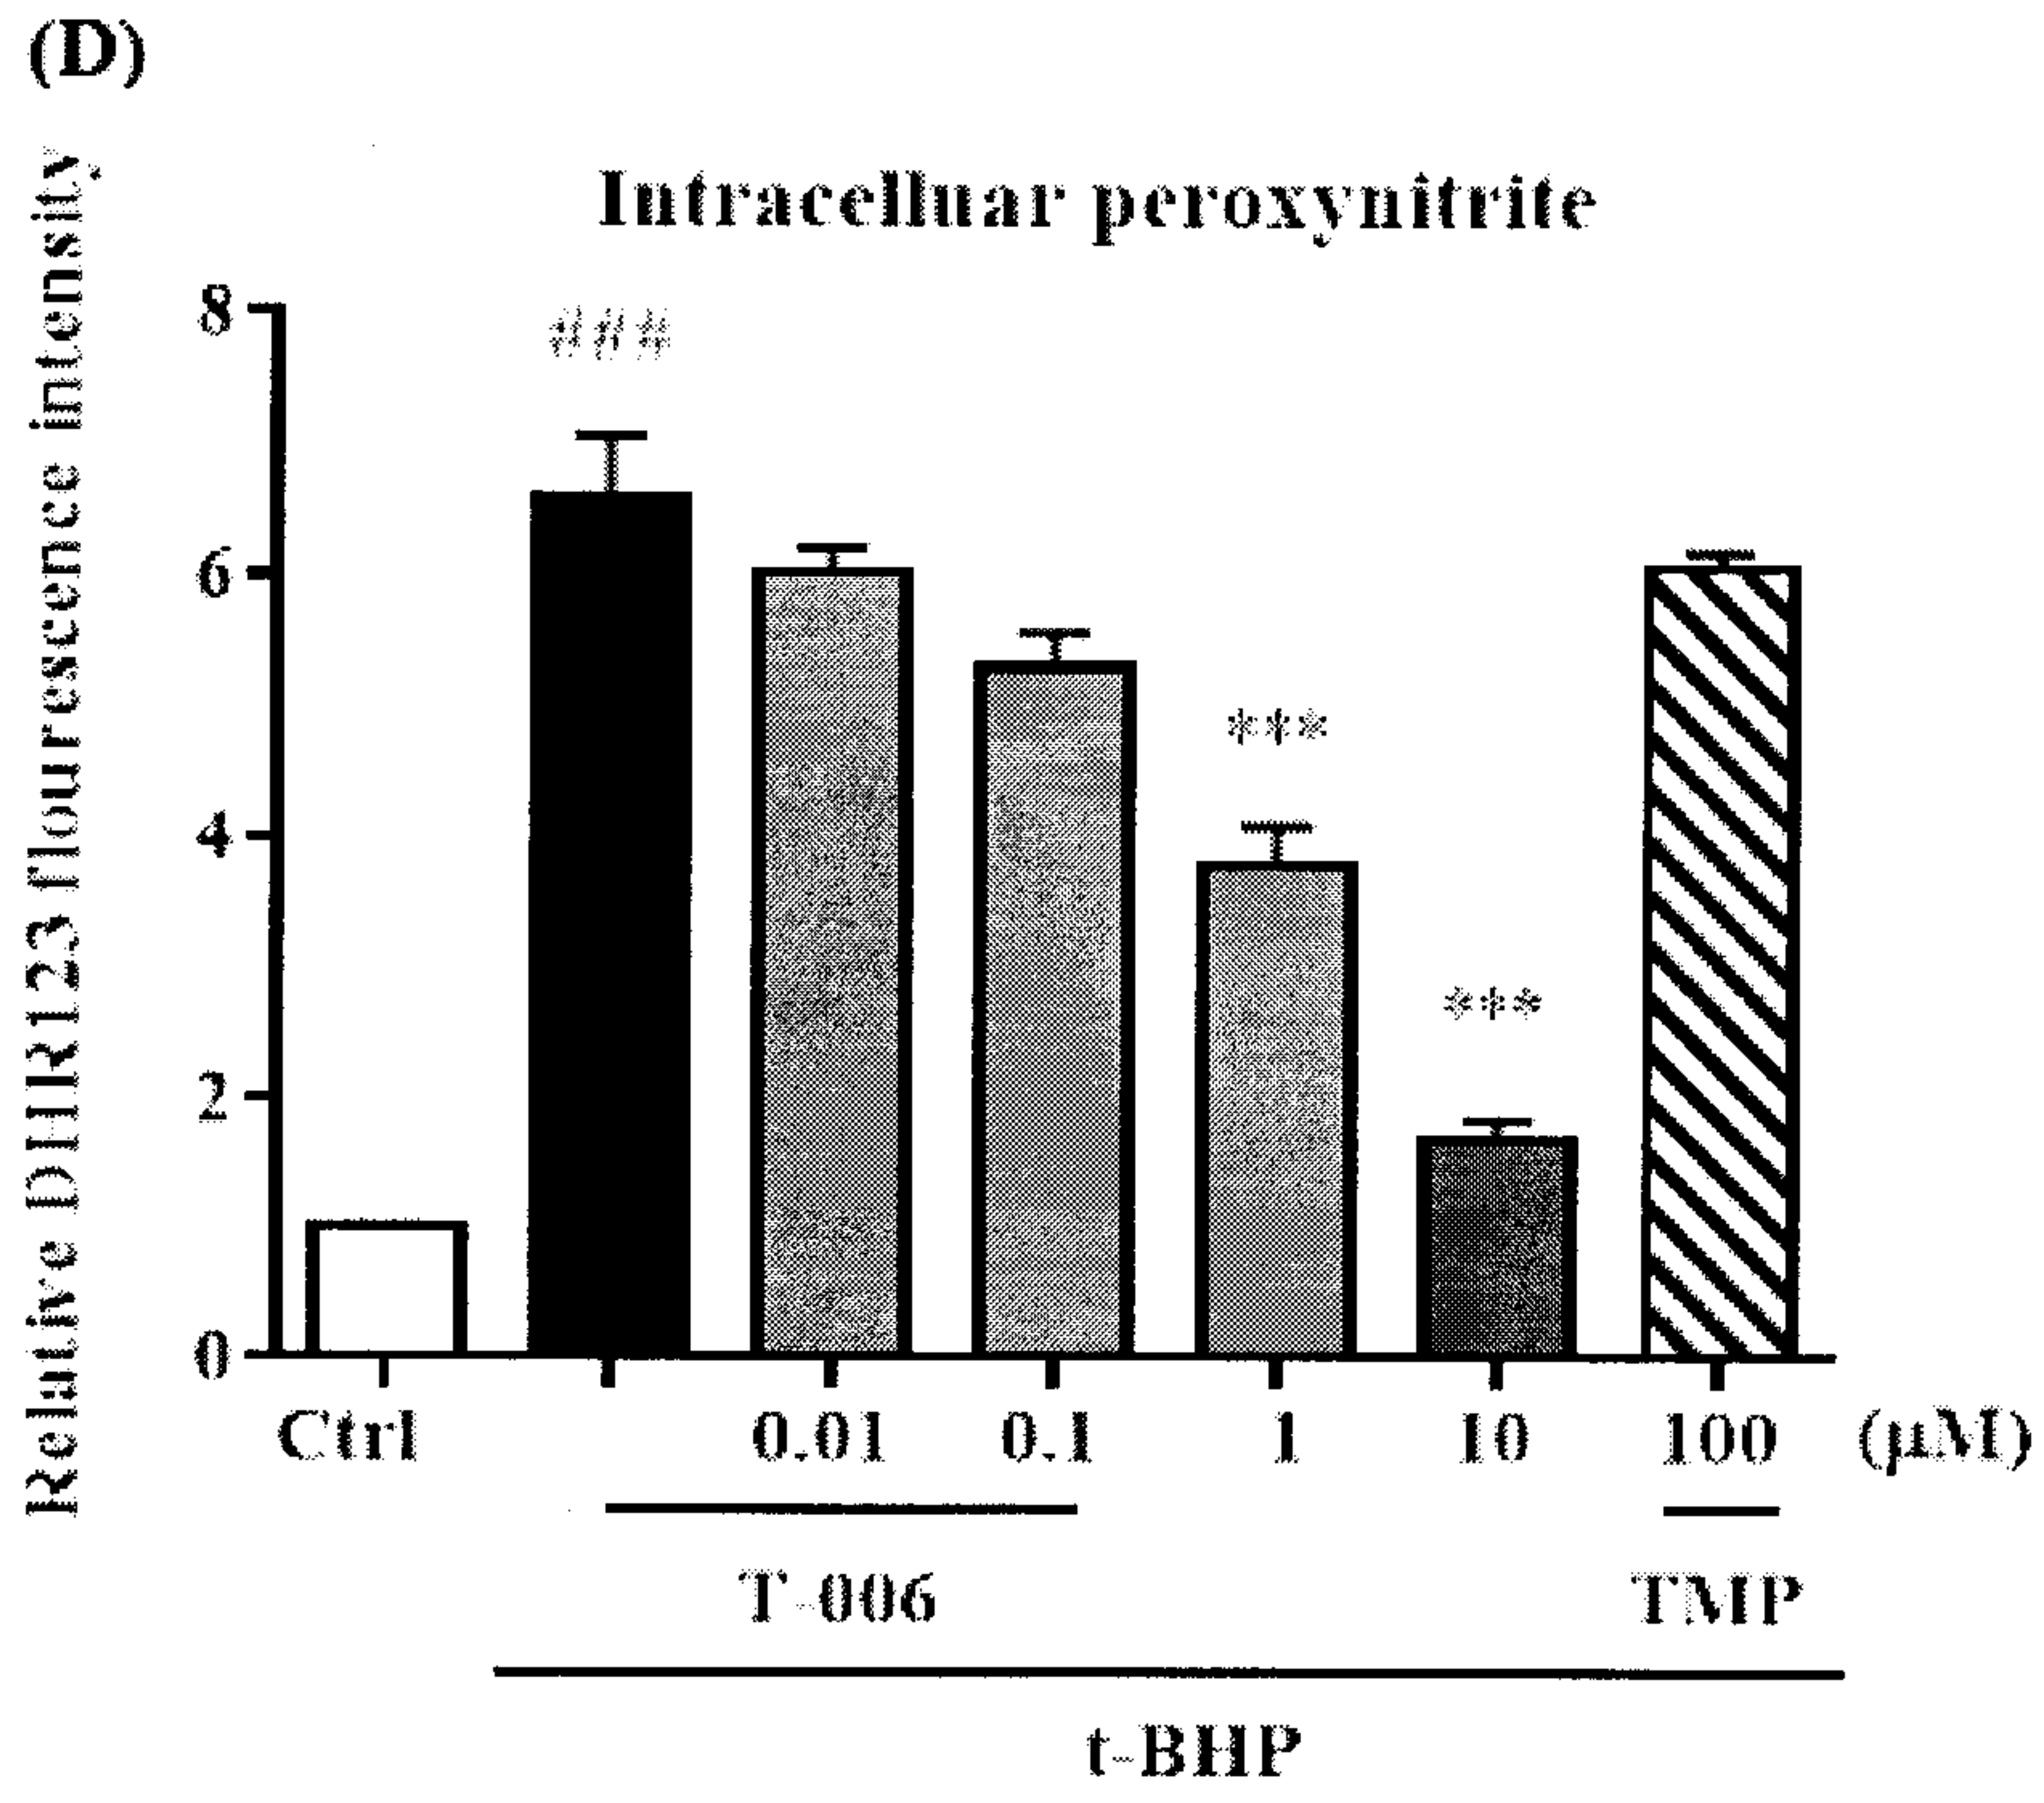 (D)
Intracelluar peroxynitrite
Relative DHR123 flourescence intensity
8
###
6
4
***
2
***
0
Ctrl 0.01 0.1 1 10 100 (μM)
T-006 TMP
t-BHP